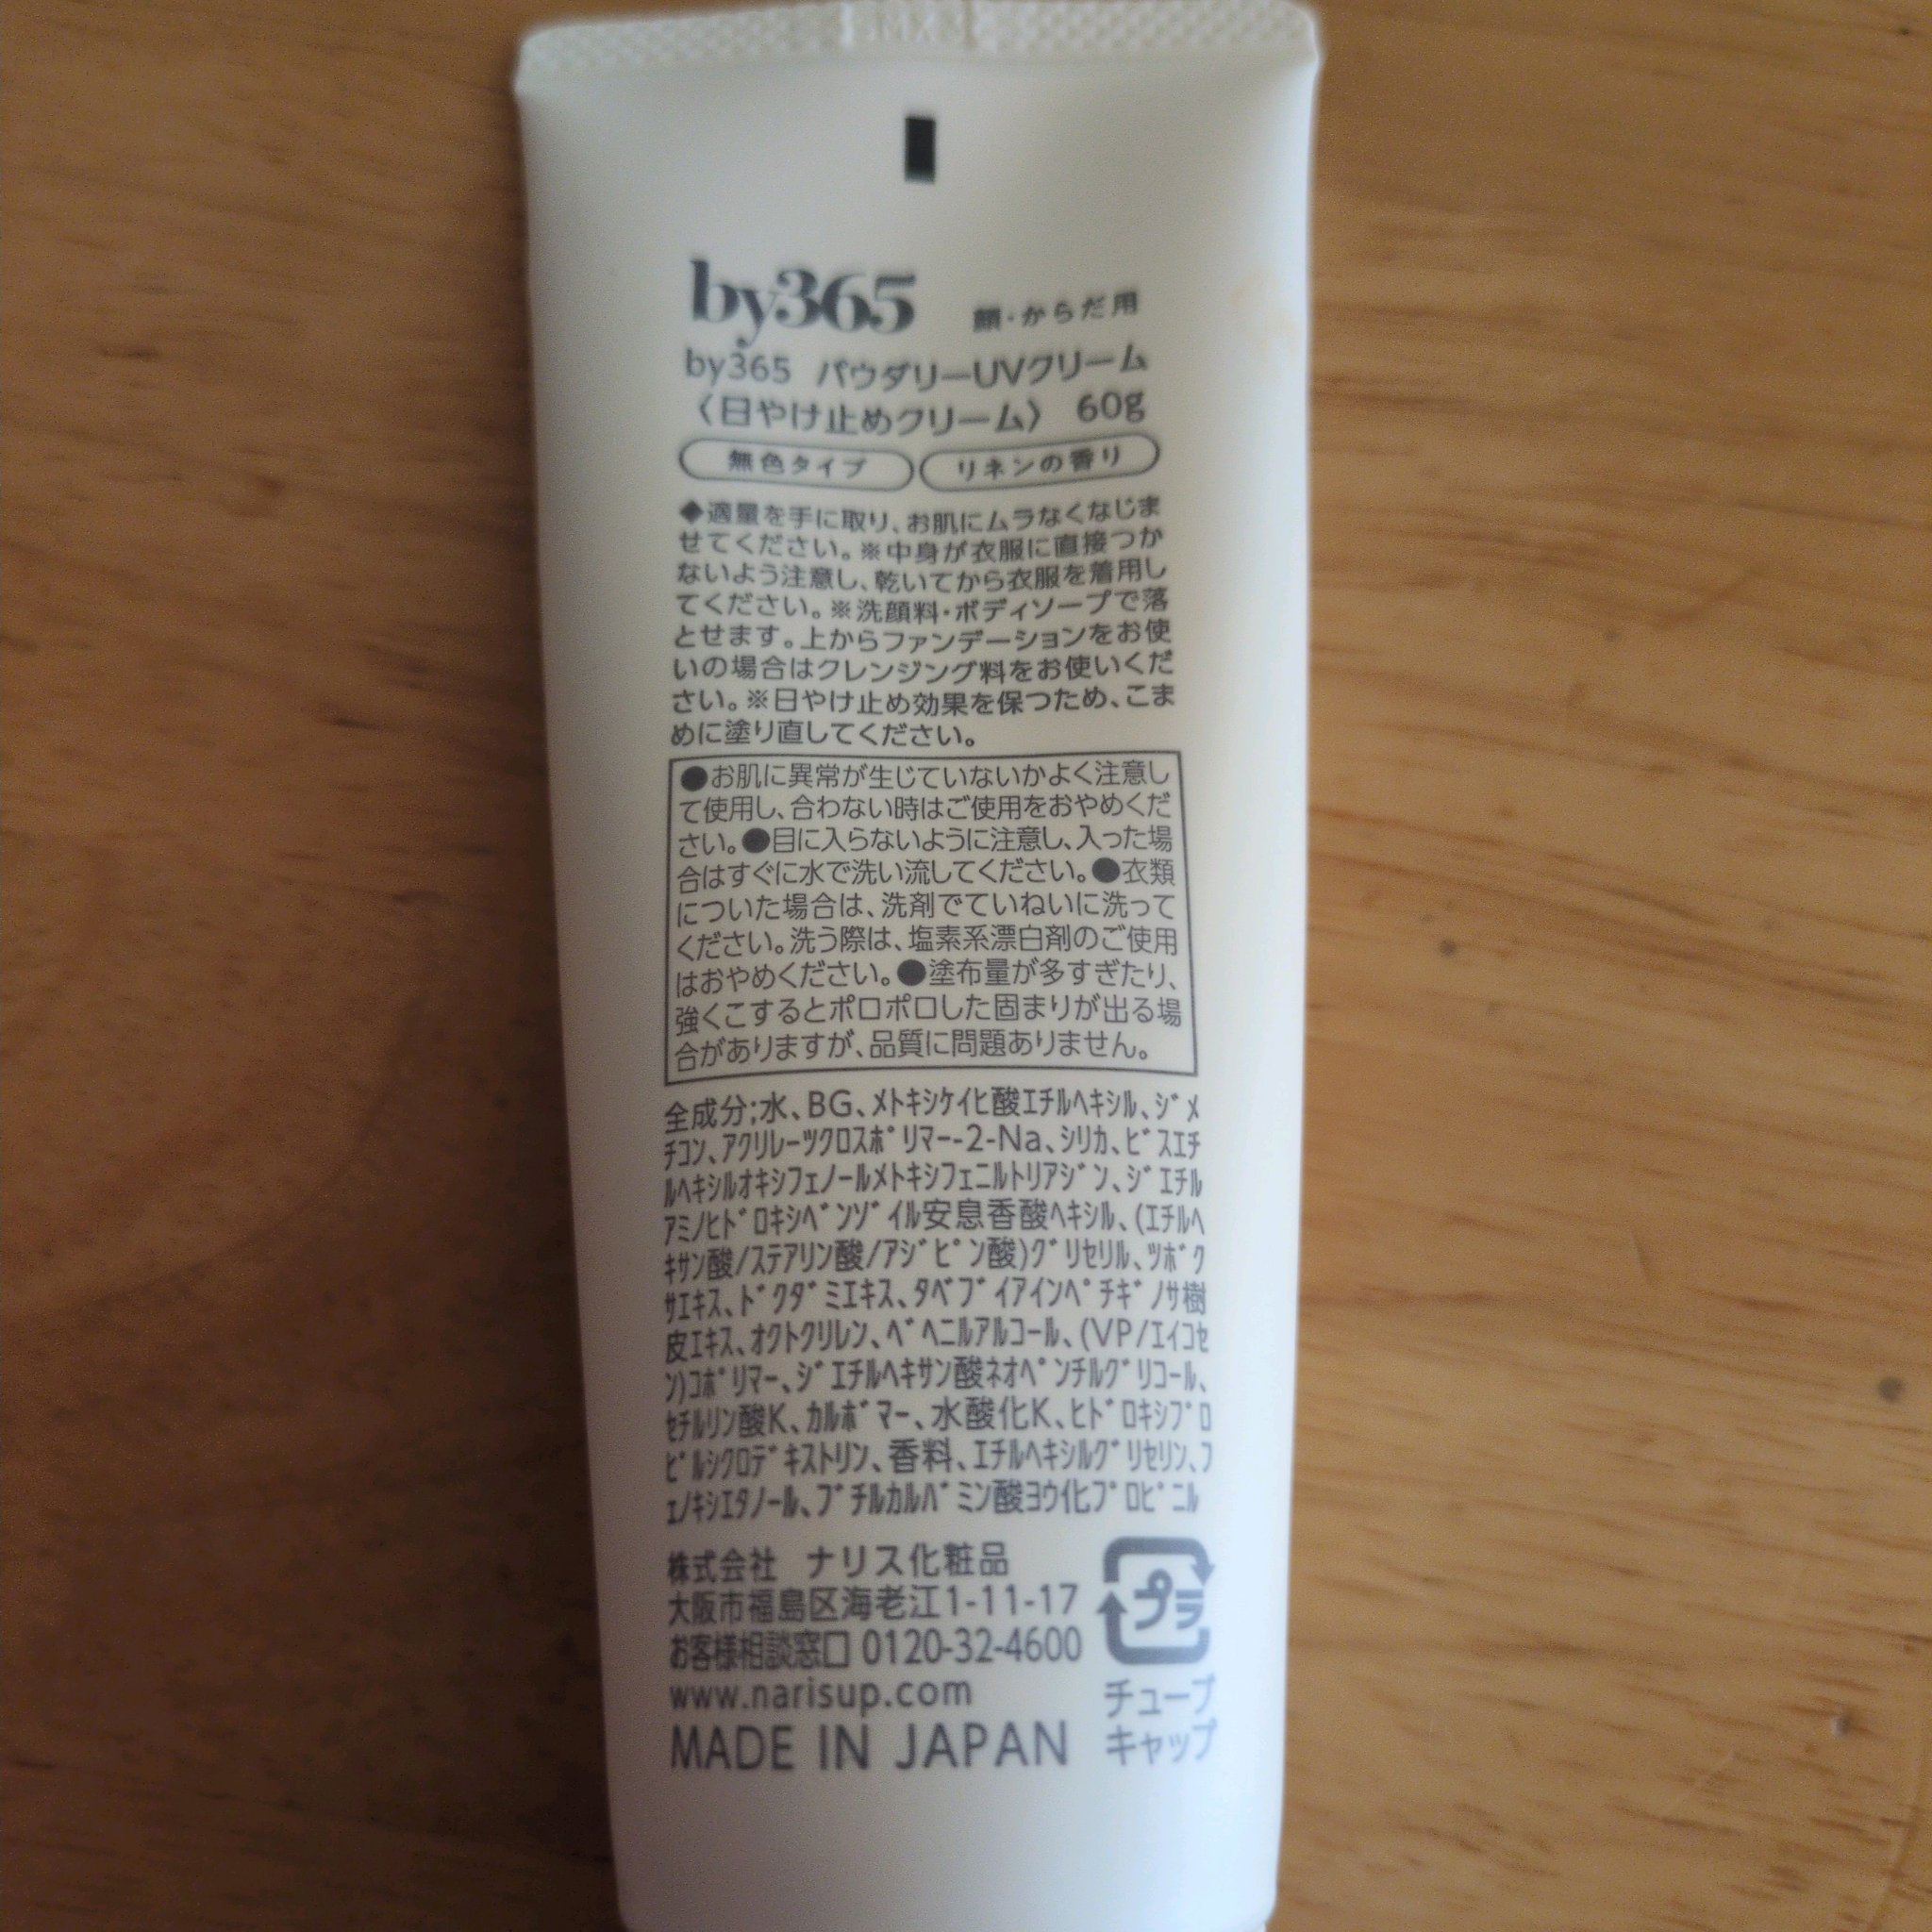 by365 顔・からだ用
by365 パウダリーUVクリーム
〈日やけ止めクリーム〉 60g
無色タイプ リネンの香り
◆適量を手に取り、お肌にムラなくなじま
せてください。※中身が衣服に直接つか
ないよう注意し、乾いてから衣服を着用し
てください。※洗顔料・ボディソープで落
とせます。上からファンデーションをお使
いの場合はクレンジング料をお使いくだ
さい。※日やけ止め効果を保つため、こま
めに塗り直してください。
●お肌に異常が生じていないかよく注意し
て使用し、合わない時はご使用をおやめくだ
さい。●目に入らないように注意し、入った場
合はすぐに水で洗い流してください。●衣類
についた場合は、洗剤でていねいに洗って
ください。洗う際は、塩素系漂白剤のご使用
はおやめください。●塗布量が多すぎたり、
強くこするとポロポロした固まりが出る場
合がありますが、品質に問題ありません。
全成分;水、BG、ﾒﾄｷｼｹｲﾋ酸ｴﾁﾙﾍｷｼﾙ、ｼﾞﾒ
ﾁｺﾝ、ｱｸﾘﾚｰﾂｸﾛｽﾎﾟﾘﾏｰ-2-Na、ｼﾘｶ、ﾋﾞｽｴﾁ
ﾙﾍｷｼﾙｵｷｼﾌｪﾉｰﾙﾒﾄｷｼﾌｪﾆﾙﾄﾘｱｼﾞﾝ、ｼﾞｴﾁﾙ
ｱﾐﾉﾋﾄﾞﾛｷｼﾍﾞﾝｿﾞｲﾙ安息香酸ﾍｷｼﾙ、(ｴﾁﾙﾍ
ｷｻﾝ酸/ｽﾃｱﾘﾝ酸/ｱｼﾞﾋﾟﾝ酸)ｸﾞﾘｾﾘﾙ、ﾂﾎﾞｸ
ｻｴｷｽ、ﾄﾞｸﾀﾞﾐｴｷｽ、ﾀﾍﾞﾌﾞｲｱｲﾝﾍﾟﾁｷﾞﾉｻ樹
皮ｴｷｽ、ｵｸﾄｸﾘﾚﾝ、ﾍﾞﾍﾆﾙｱﾙｺｰﾙ、(VP/ｴｲｺｾ
ﾝ)ｺﾎﾟﾘﾏｰ、ｼﾞｴﾁﾙﾍｷｻﾝ酸ﾈｵﾍﾟﾝﾁﾙｸﾞﾘｺｰﾙ、
ｾﾁﾙﾘﾝ酸K、ｶﾙﾎﾞﾏｰ、水酸化K、ﾋﾄﾞﾛｷｼﾌﾟﾛ
ﾋﾟﾙｼｸﾛﾃﾞｷｽﾄﾘﾝ、香料、ｴﾁﾙﾍｷｼﾙｸﾞﾘｾﾘﾝ、ﾌ
ｪﾉｷｼｴﾀﾉｰﾙ、ﾌﾞﾁﾙｶﾙﾊﾞﾐﾝ酸ﾖｳ化ﾌﾟﾛﾋﾟﾆﾙ
株式会社 ナリス化粧品
大阪市福島区海老江1-11-17
お客様相談窓口 0120-32-4600
www.narisup.com
MADE IN JAPAN
プラ
チューブ
キャップ